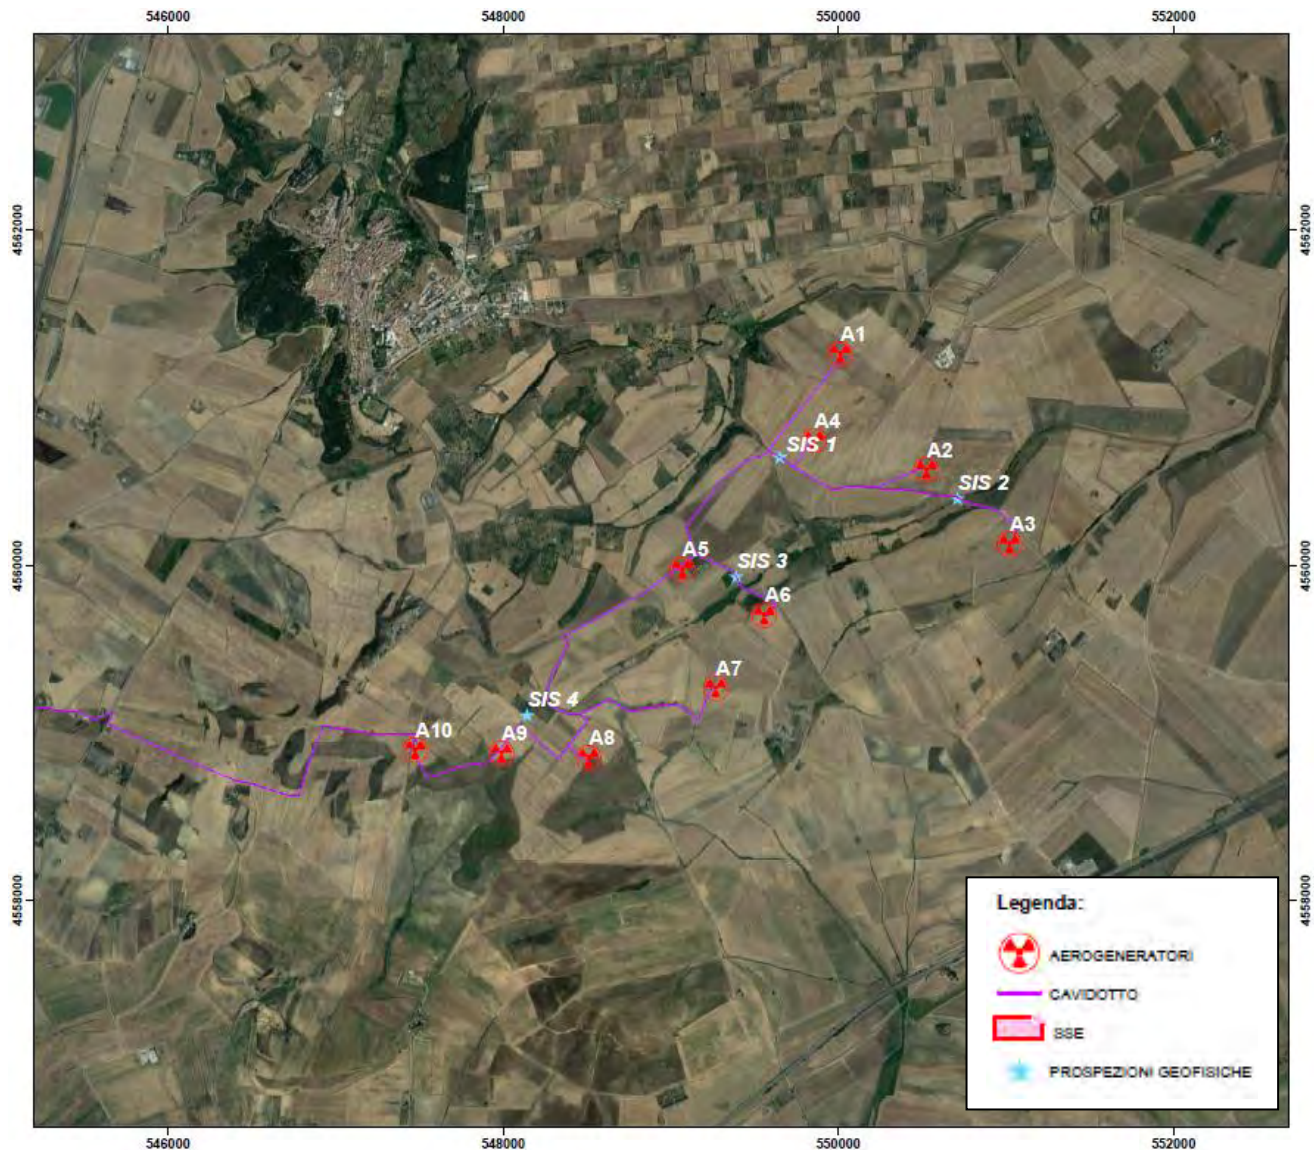 546000 548000 550000 552000
4562000 4562000
A1
A4
SIS 1
A2
SIS 2
A3
A5
SIS 3
4560000 4560000
A6
A7
SIS 4
A10 A9 A8
4558000 4558000
Legenda:
AEROGENERATORI
CAVIDOTTO
SSE
PROSPEZIONI GEOFISICHE
546000 548000 550000 552000